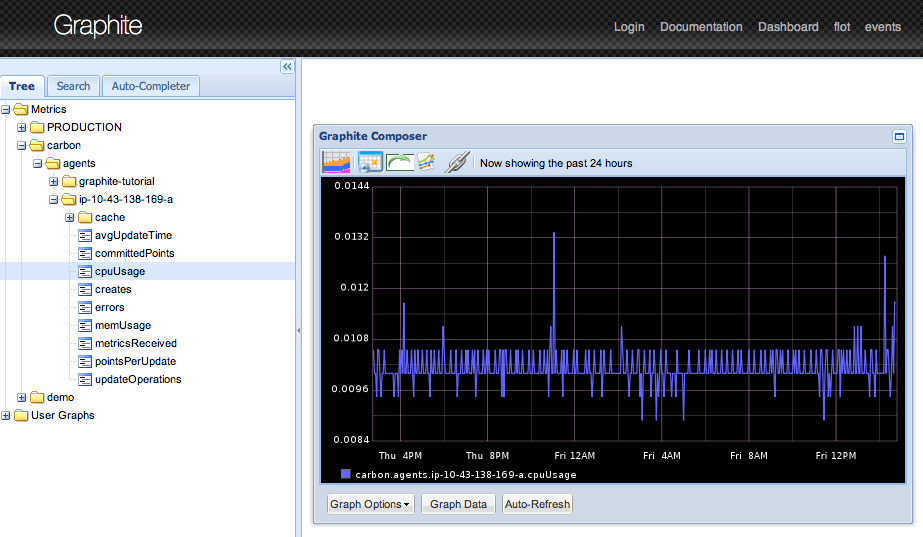 Graphite
Login Documentation Dashboard flot events
Tree Search Auto-Completer
Metrics
PRODUCTION
carbon
agents
graphite-tutorial
ip-10-43-138-169-a
cache
avgUpdateTime
committedPoints
cpuUsage
creates
errors
memUsage
metricsReceived
pointsPerUpdate
updateOperations
demo
User Graphs
Graphite Composer
Now showing the past 24 hours
0.0144
0.0132
0.012
0.0108
0.0096
0.0084
Thu 4PM Thu 8PM Fri 12AM Fri 4AM Fri 8AM Fri 12PM
carbon.agents.ip-10-43-138-169-a.cpuUsage
Graph Options Graph Data Auto-Refresh